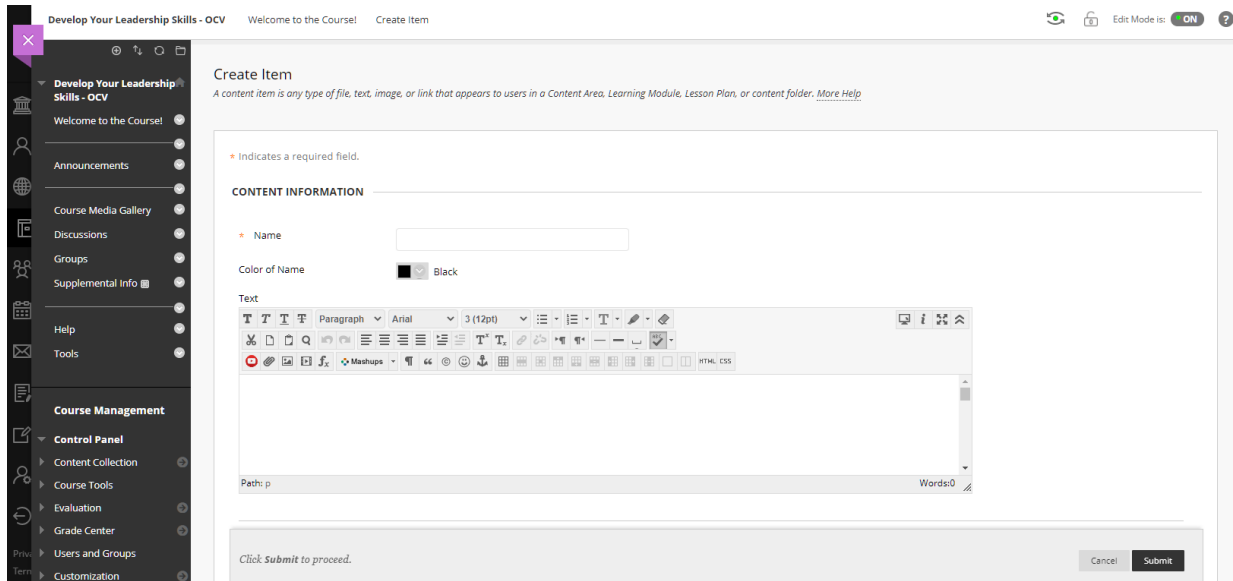 Develop Your Leadership Skills - OCV Welcome to the Course! Create Item
Edit Mode is: ON ?
Develop Your Leadership
Skills - OCV
Welcome to the Course!
Announcements
Course Media Gallery
Discussions
Groups
Supplemental Info
Help
Tools
Course Management
Control Panel
Content Collection
Course Tools
Evaluation
Grade Center
Users and Groups
Customization
Priv
Term
Create Item
A content item is any type of file, text, image, or link that appears to users in a Content Area, Learning Module, Lesson Plan, or content folder. More Help
* Indicates a required field.
CONTENT INFORMATION
* Name
Color of Name Black
Text
T T T T Paragraph Arial 3 (12pt) T i
T T
fx Mashups ¶ “ © HTML CSS
Path: p Words:0
Click Submit to proceed. Cancel Submit